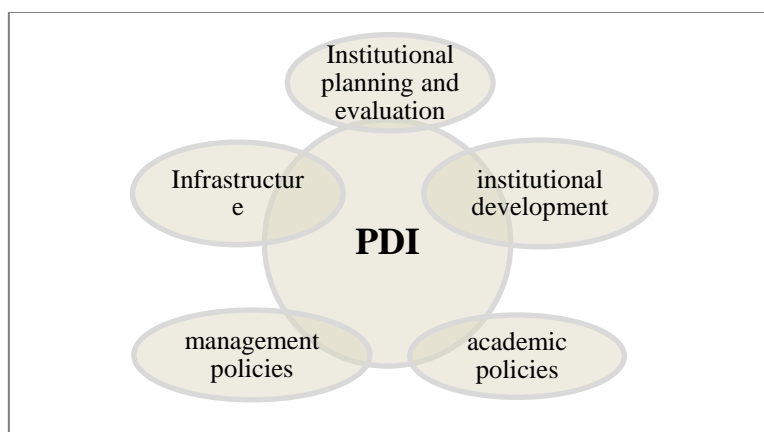 Institutional
planning and
evaluation
Infrastructur
e
institutional
development
PDI
management
policies
academic
policies